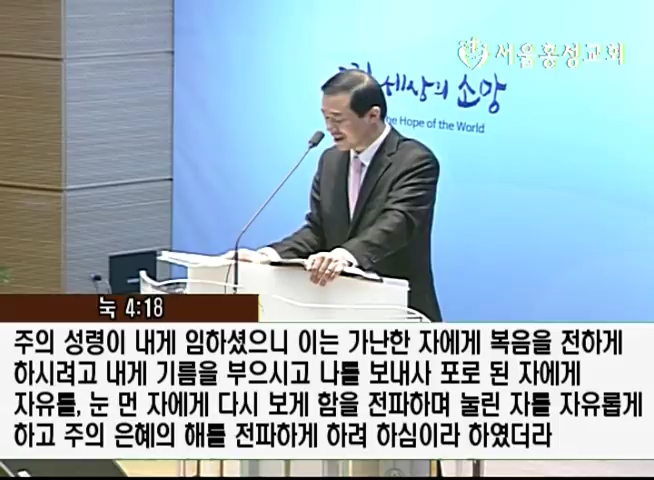 서울홍성교회
세상의 소망
he Hope of the World
눅 4:18
주의 성령이 내게 임하셨으니 이는 가난한 자에게 복음을 전하게
하시려고 내게 기름을 부으시고 나를 보내사 포로 된 자에게
자유를, 눈 먼 자에게 다시 보게 함을 전파하며 눌린 자를 자유롭게
하고 주의 은혜의 해를 전파하게 하려 하심이라 하였더라